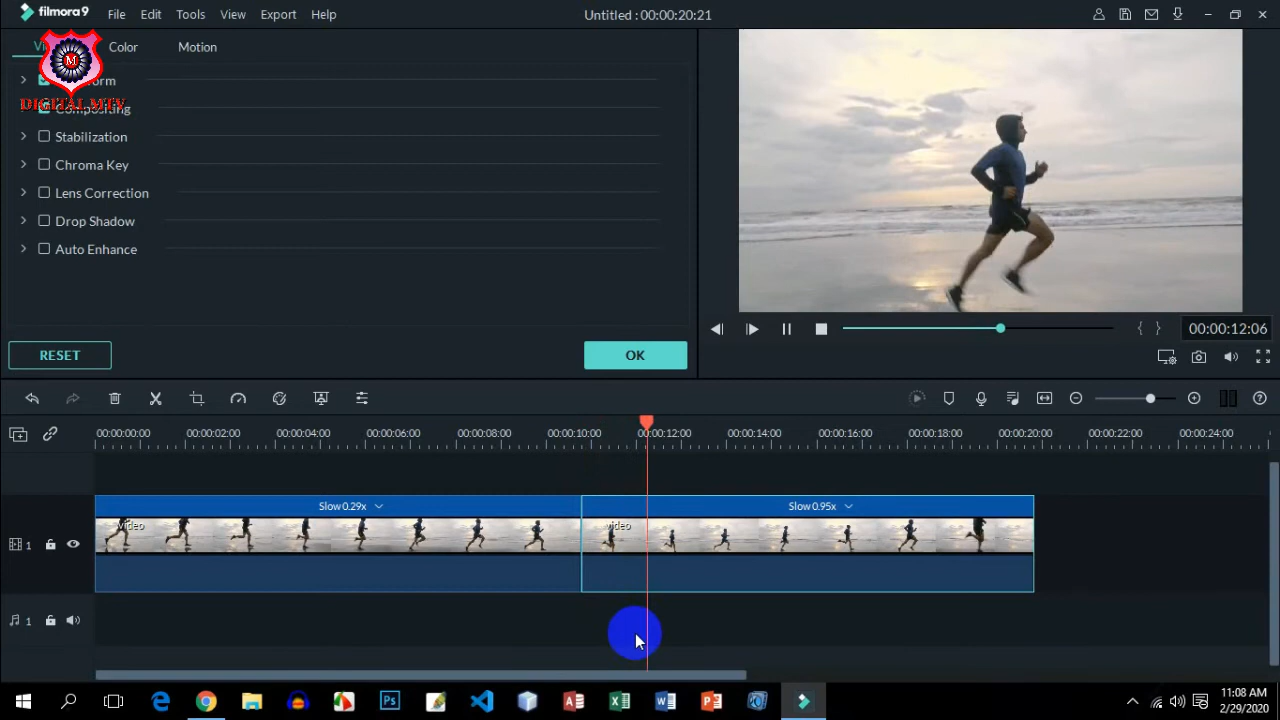 filmora9 File Edit Tools View Export Help Untitled : 00:00:20:21
Color Motion
DIGITAL MTV
Compositing
Stabilization
Chroma Key
Lens Correction
Drop Shadow
Auto Enhance
RESET OK
00:00:12:06
00:00:00:00 00:00:02:00 00:00:04:00 00:00:06:00 00:00:08:00 00:00:10:00 00:00:12:00 00:00:14:00 00:00:16:00 00:00:18:00 00:00:20:00 00:00:22:00 00:00:24:00
Slow 0.29x Slow 0.95x
video video
1
1
11:08 AM
2/29/2020